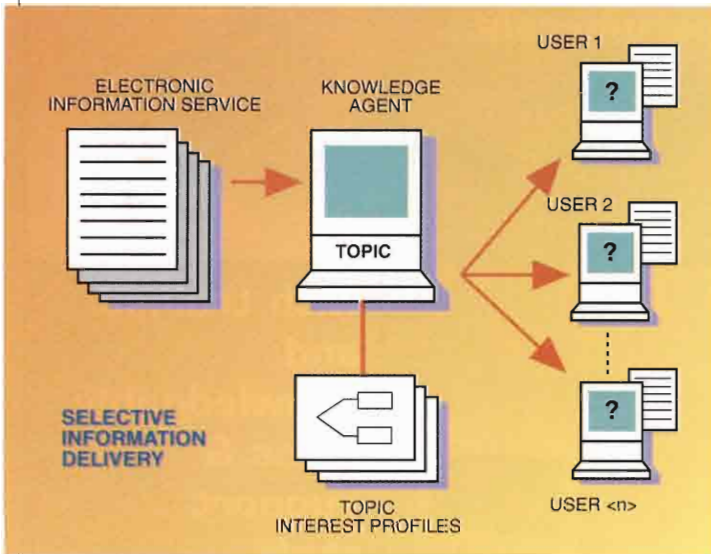 USER 1
ELECTRONIC
INFORMATION SERVICE
KNOWLEDGE
AGENT
?
USER 2
TOPIC
?
SELECTIVE
INFORMATION
DELIVERY
?
TOPIC
INTEREST PROFILES
USER <n>